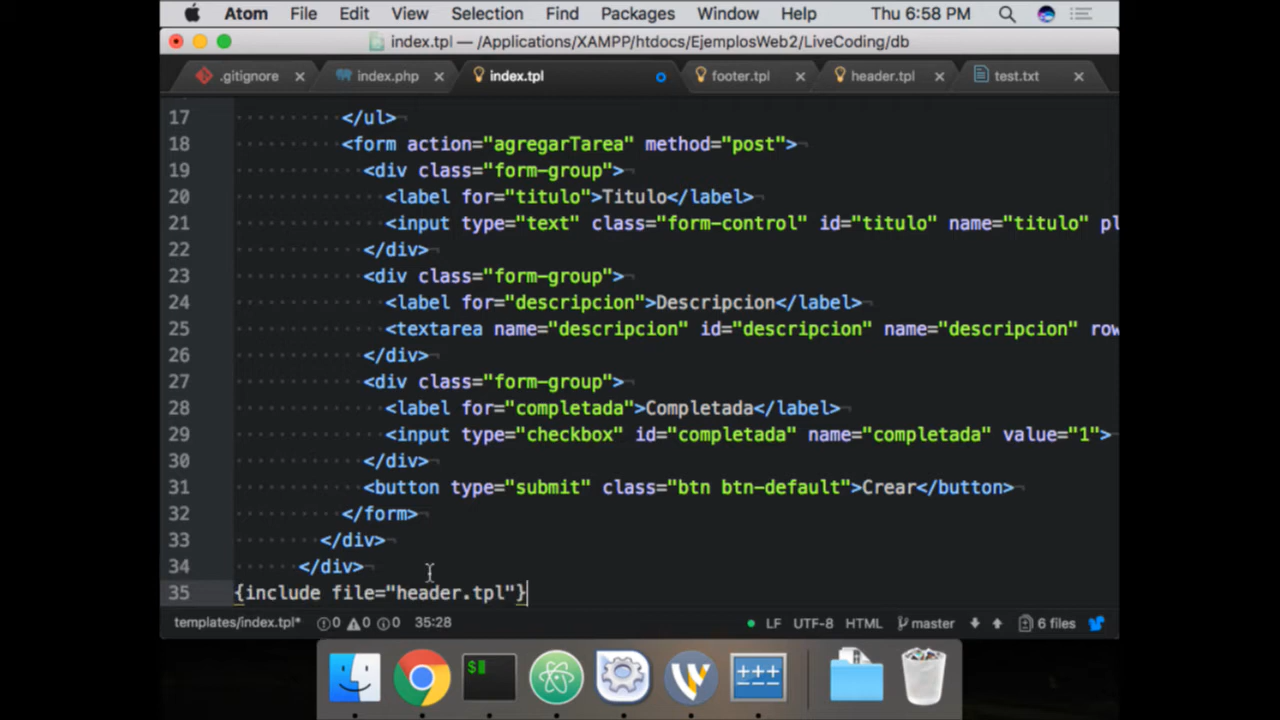 Atom File Edit View Selection Find Packages Window Help Thu 6:58 PM
index.tpl — /Applications/XAMPP/htdocs/EjemplosWeb2/LiveCoding/db
.gitignore index.php index.tpl footer.tpl header.tpl test.txt
17 </ul>
18 <form action="agregarTarea" method="post">
19 <div class="form-group">
20 <label for="titulo">Titulo</label>
21 <input type="text" class="form-control" id="titulo" name="titulo" pl
22 </div>
23 <div class="form-group">
24 <label for="descripcion">Descripcion</label>
25 <textarea name="descripcion" id="descripcion" name="descripcion" row
26 </div>
27 <div class="form-group">
28 <label for="completada">Completada</label>
29 <input type="checkbox" id="completada" name="completada" value="1">
30 </div>
31 <button type="submit" class="btn btn-default">Crear</button>
32 </form>
33 </div>
34 </div>
35 {include file="header.tpl"}
templates/index.tpl* 0 0 0 35:28 LF UTF-8 HTML master 6 files